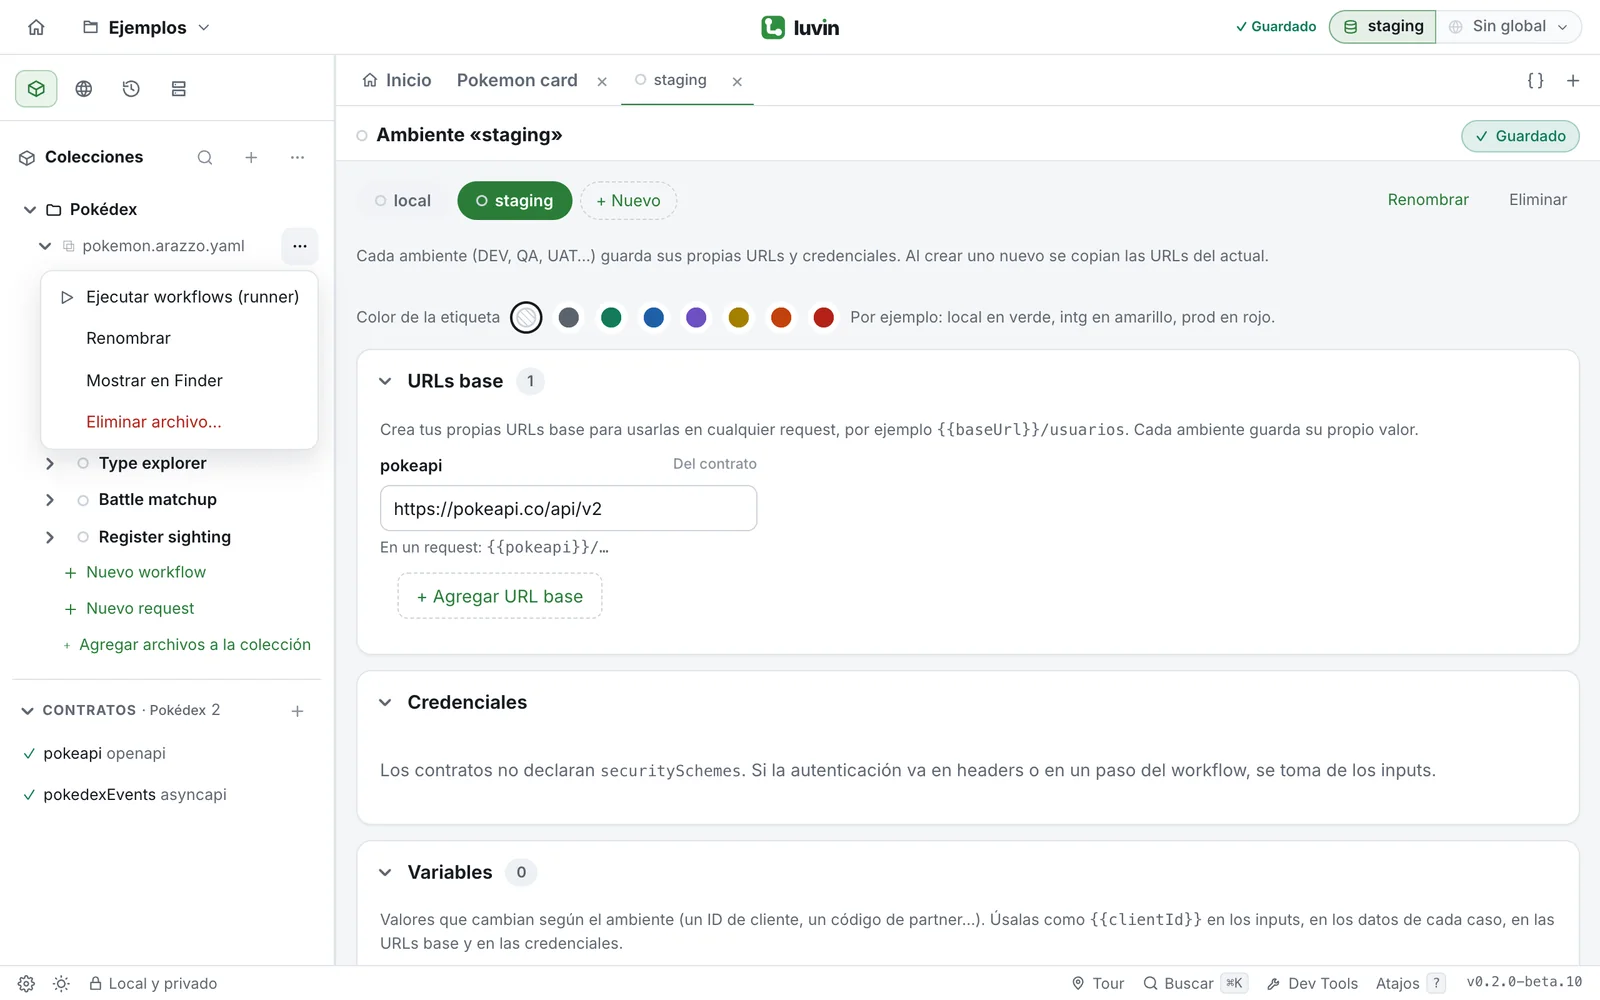 Ejemplos
luvin
Guardado
staging
Sin global
Inicio
Pokemon card
staging
{}
Colecciones
Ambiente «staging»
Guardado
Pokédex
pokemon.arazzo.yaml
Ejecutar workflows (runner)
Renombrar
Mostrar en Finder
Eliminar archivo...
Type explorer
Battle matchup
Register sighting
+ Nuevo workflow
+ Nuevo request
+ Agregar archivos a la colección
CONTRATOS · Pokédex 2
pokeapi openapi
pokedexEvents asyncapi
local
staging
+ Nuevo
Renombrar
Eliminar
Cada ambiente (DEV, QA, UAT...) guarda sus propias URLs y credenciales. Al crear uno nuevo se copian las URLs del actual.
Color de la etiqueta
Por ejemplo: local en verde, intg en amarillo, prod en rojo.
URLs base 1
Crea tus propias URLs base para usarlas en cualquier request, por ejemplo {{baseUrl}}/usuarios. Cada ambiente guarda su propio valor.
pokeapi
Del contrato
https://pokeapi.co/api/v2
En un request: {{pokeapi}}/…
+ Agregar URL base
Credenciales
Los contratos no declaran securitySchemes. Si la autenticación va en headers o en un paso del workflow, se toma de los inputs.
Variables 0
Valores que cambian según el ambiente (un ID de cliente, un código de partner...). Úsalas como {{clientId}} en los inputs, en los datos de cada caso, en las
URLs base y en las credenciales.
Local y privado
Tour
Buscar ⌘K
Dev Tools
Atajos ?
v0.2.0-beta.10